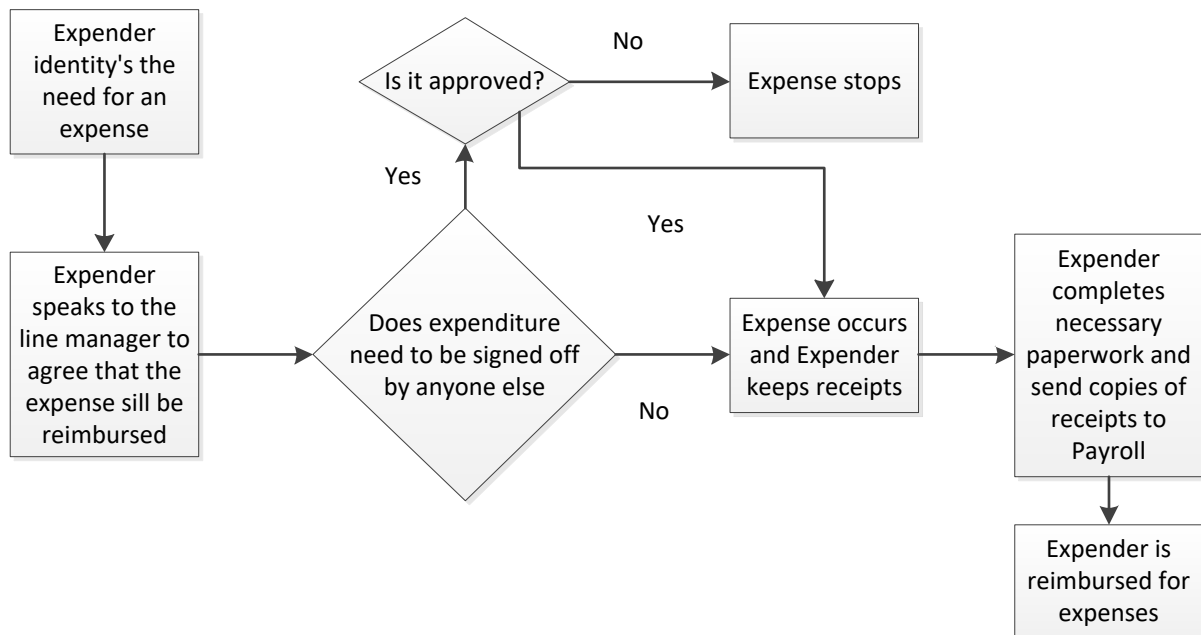 Expender
identity's the
need for an
expense
Is it approved?
No
Expense stops
Yes
Yes
Expender
speaks to the
line manager to
agree that the
expense sill be
reimbursed
Does expenditure
need to be signed off
by anyone else
No
Expense occurs
and Expender
keeps receipts
Expender
completes
necessary
paperwork and
send copies of
receipts to
Payroll
Expender is
reimbursed for
expenses